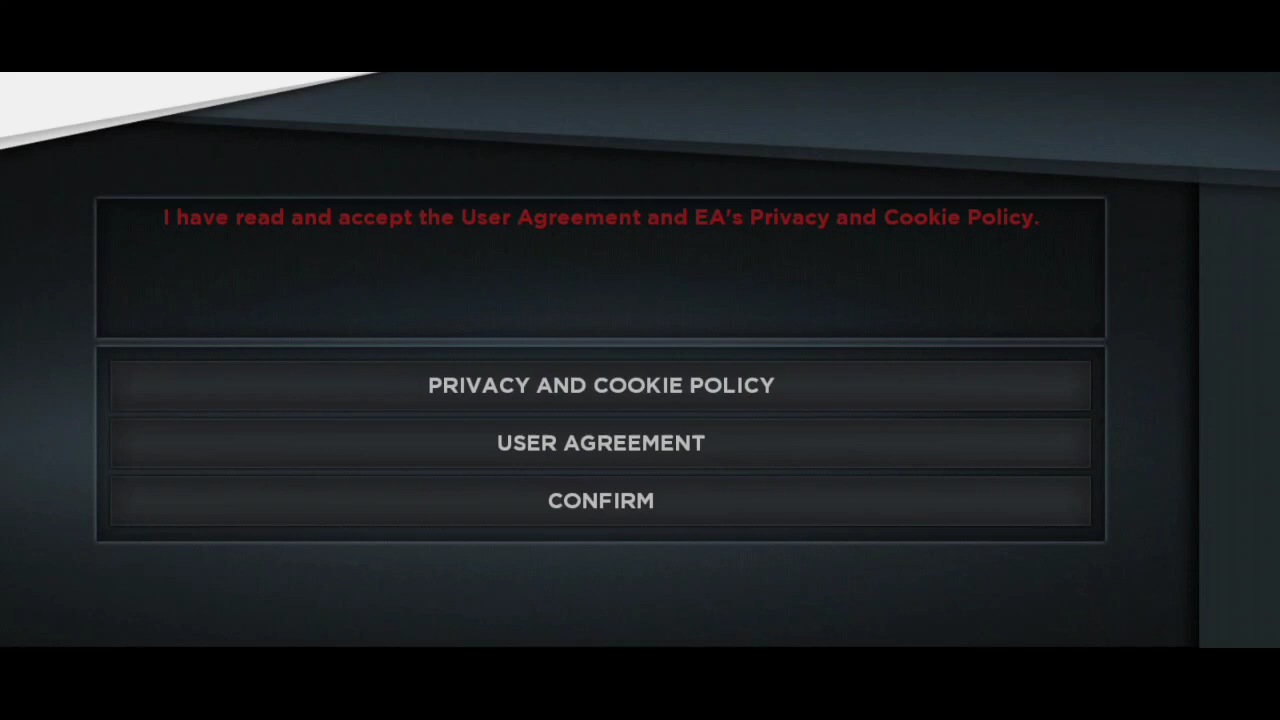 I have read and accept the User Agreement and EA's Privacy and Cookie Policy.
PRIVACY AND COOKIE POLICY
USER AGREEMENT
CONFIRM